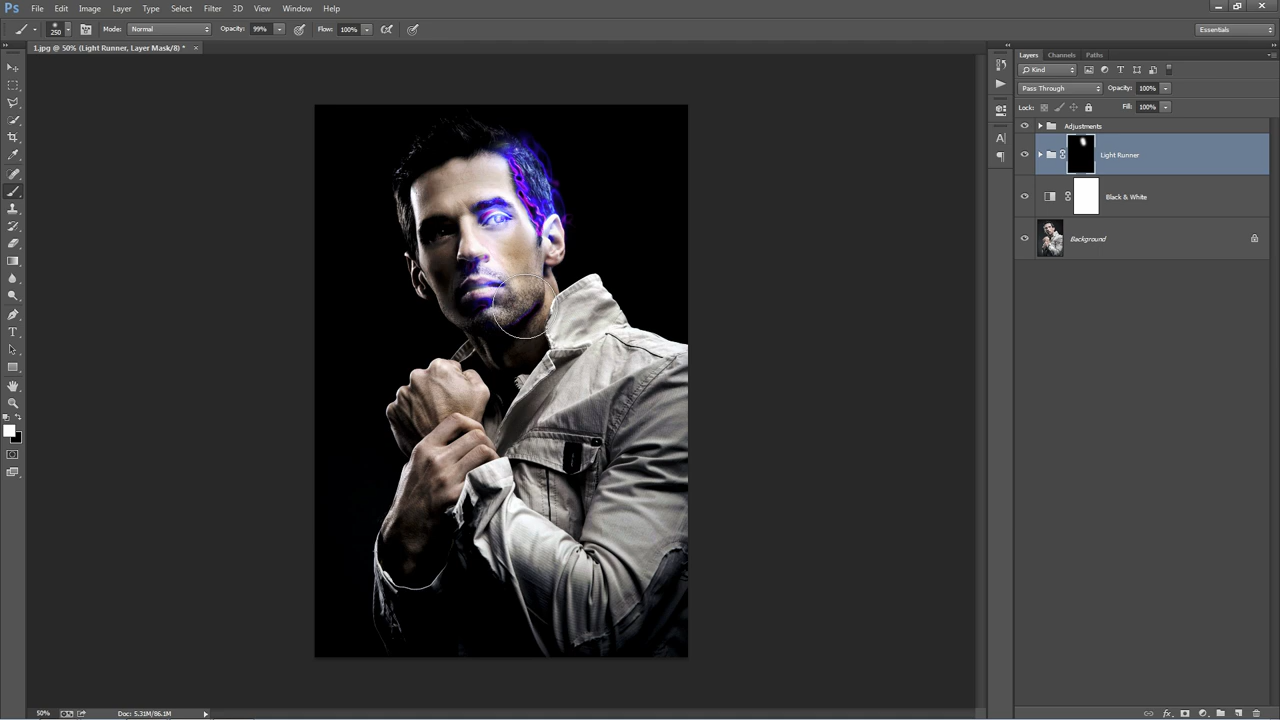 Ps File Edit Image Layer Type Select Filter 3D View Window Help
250 Mode: Normal Opacity: 99% Flow: 100% Essentials
1.jpg @ 50% (Light Runner, Layer Mask/8) * ×
Layers Channels Paths
Kind
Pass Through Opacity: 100%
Lock: Fill: 100%
Adjustments
Light Runner
Black & White
Background
50% Doc: 5.31M/86.1M